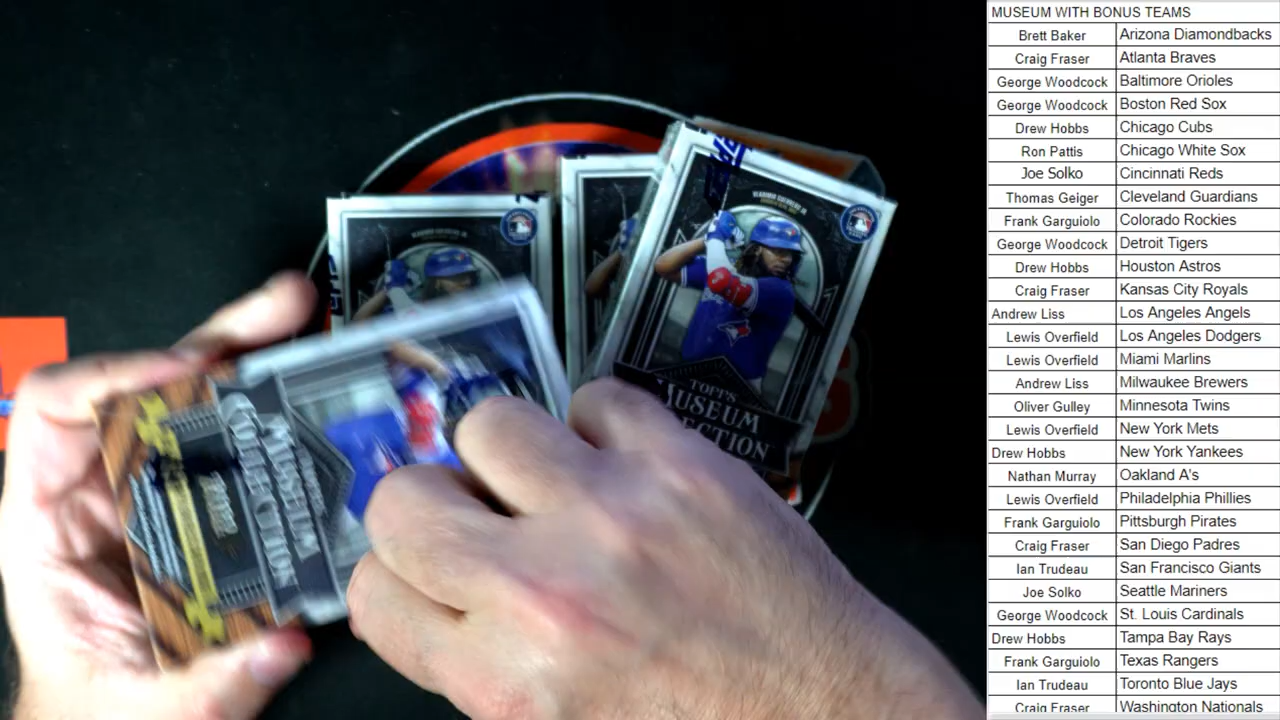 MUSEUM WITH BONUS TEAMS
Brett Baker Arizona Diamondbacks
Craig Fraser Atlanta Braves
George Woodcock Baltimore Orioles
George Woodcock Boston Red Sox
Drew Hobbs Chicago Cubs
Ron Pattis Chicago White Sox
Joe Solko Cincinnati Reds
Thomas Geiger Cleveland Guardians
Frank Garguiolo Colorado Rockies
George Woodcock Detroit Tigers
Drew Hobbs Houston Astros
Craig Fraser Kansas City Royals
Andrew Liss Los Angeles Angels
Lewis Overfield Los Angeles Dodgers
Lewis Overfield Miami Marlins
Andrew Liss Milwaukee Brewers
Oliver Gulley Minnesota Twins
Lewis Overfield New York Mets
Drew Hobbs New York Yankees
Nathan Murray Oakland A's
Lewis Overfield Philadelphia Phillies
Frank Garguiolo Pittsburgh Pirates
Craig Fraser San Diego Padres
Ian Trudeau San Francisco Giants
Joe Solko Seattle Mariners
George Woodcock St. Louis Cardinals
Drew Hobbs Tampa Bay Rays
Frank Garguiolo Texas Rangers
Ian Trudeau Toronto Blue Jays
Craig Fraser Washington Nationals
VLADIMIR GUERRERO JR.
TOPPS
MUSEUM
MUSEUM
COLLECTION